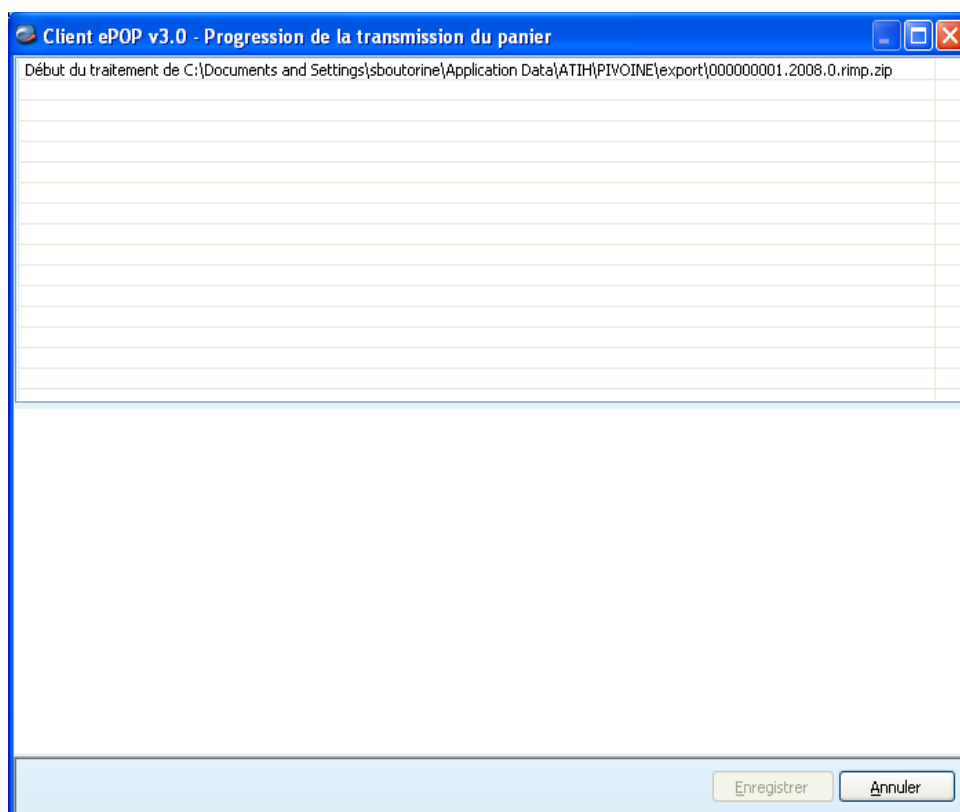 Client ePOP v3.0 - Progression de la transmission du panier
Début du traitement de C:\Documents and Settings\sboutorine\Application Data\ATIH\PIVOINE\export\000000001.2008.0.rimp.zip
Enregistrer
Annuler